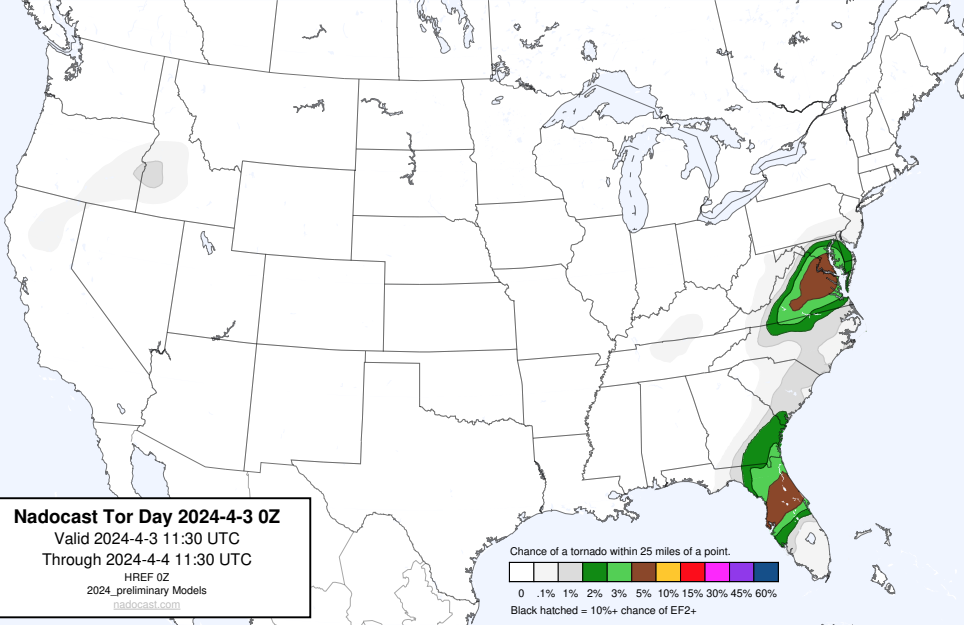 Nadocast Tor Day 2024-4-3 0Z
Valid 2024-4-3 11:30 UTC
Through 2024-4-4 11:30 UTC
HREF 0Z
2024_preliminary Models
nadocast.com
Chance of a tornado within 25 miles of a point.
0 .1% 1% 2% 3% 5% 10% 15% 30% 45% 60%
Black hatched = 10%+ chance of EF2+